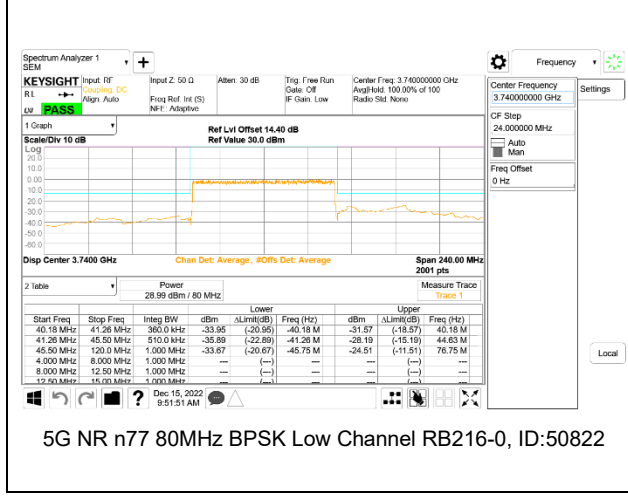 Spectrum Analyzer 1
SEM
Frequency
KEYSIGHT
Input: RF
Coupling: DC
Align: Auto
Input Z: 50 Ω
Freq Ref: Int (S)
NFE: Adaptive
Atten: 30 dB
Trig: Free Run
Gate: Off
IF Gain: Low
Center Freq: 3.740000000 GHz
Avg|Hold: 100.00% of 100
Radio Std: None
RL
LW PASS
Center Frequency
3.740000000 GHz
Settings
CF Step
24.000000 MHz
Auto
Man
Freq Offset
0 Hz
Local
1 Graph
Scale/Div 10 dB
Ref Lvl Offset 14.40 dB
Ref Value 30.0 dBm
Log
20.0
10.0
0.00
-10.0
-20.0
-30.0
-40.0
-50.0
-60.0
Disp Center 3.7400 GHz
Chan Det: Average, #Offs Det: Average
Span 240.00 MHz
2001 pts
2 Table
Power
28.99 dBm / 80 MHz
Measure Trace
Trace 1
Lower Upper
Start Freq Stop Freq Integ BW dBm ΔLimit(dB) Freq (Hz) dBm ΔLimit(dB) Freq (Hz)
40.18 MHz 41.26 MHz 360.0 kHz -33.95 (-20.95) -40.18 M -31.57 (-18.57) 40.18 M
41.26 MHz 45.50 MHz 510.0 kHz -35.89 (-22.89) -41.26 M -28.19 (-15.19) 44.63 M
45.50 MHz 120.0 MHz 1.000 MHz -33.67 (-20.67) -45.75 M -24.51 (-11.51) 76.75 M
4.000 MHz 8.000 MHz 1.000 MHz --- (---) --- --- (---) ---
8.000 MHz 12.50 MHz 1.000 MHz --- (---) --- --- (---) ---
12.50 MHz 15.00 MHz 1.000 MHz --- (---) --- --- (---) ---
Dec 15, 2022
9:51:51 AM
5G NR n77 80MHz BPSK Low Channel RB216-0, ID:50822